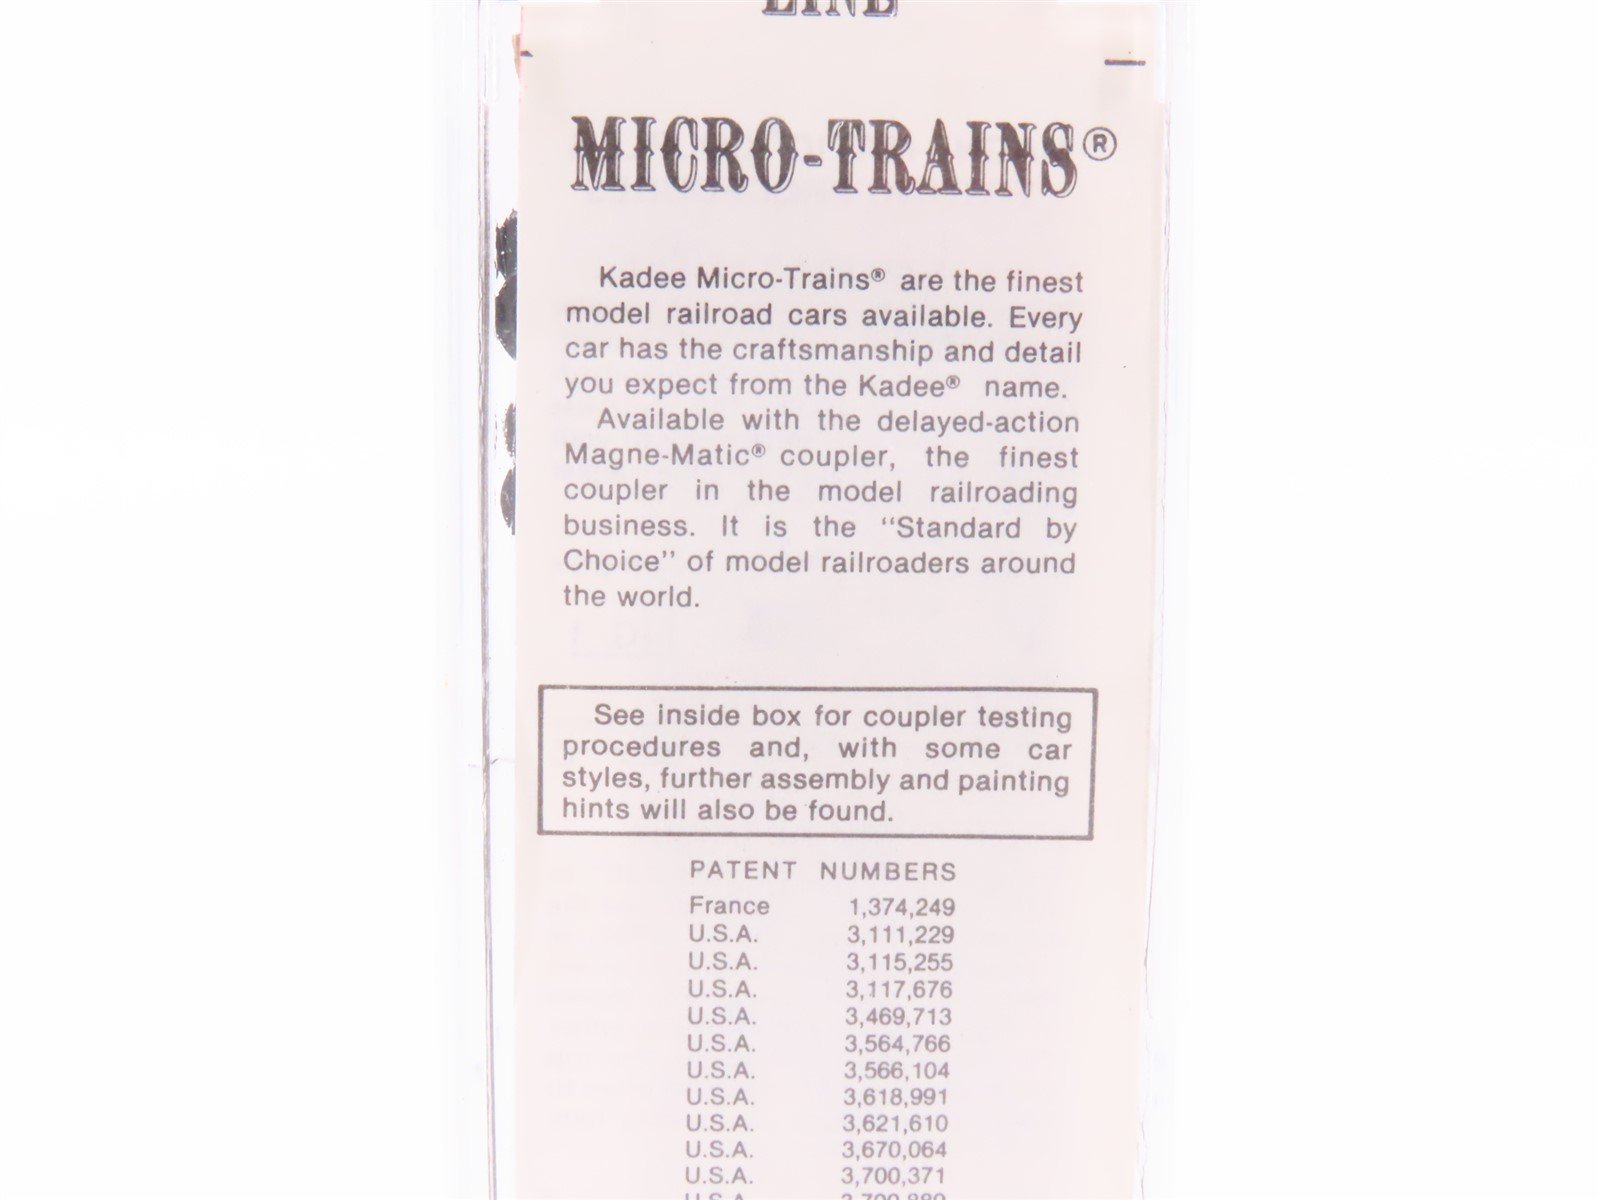 LINE
MICRO-TRAINS®
Kadee Micro-Trains® are the finest
model railroad cars available. Every
car has the craftsmanship and detail
you expect from the Kadee® name.
Available with the delayed-action
Magne-Matic® coupler, the finest
coupler in the model railroading
business. It is the "Standard by
Choice" of model railroaders around
the world.
See inside box for coupler testing
procedures and, with some car
styles, further assembly and painting
hints will also be found.
PATENT NUMBERS
France 1,374,249
U.S.A. 3,111,229
U.S.A. 3,115,255
U.S.A. 3,117,676
U.S.A. 3,469,713
U.S.A. 3,564,766
U.S.A. 3,566,104
U.S.A. 3,618,991
U.S.A. 3,621,610
U.S.A. 3,670,064
U.S.A. 3,700,371
U.S.A.